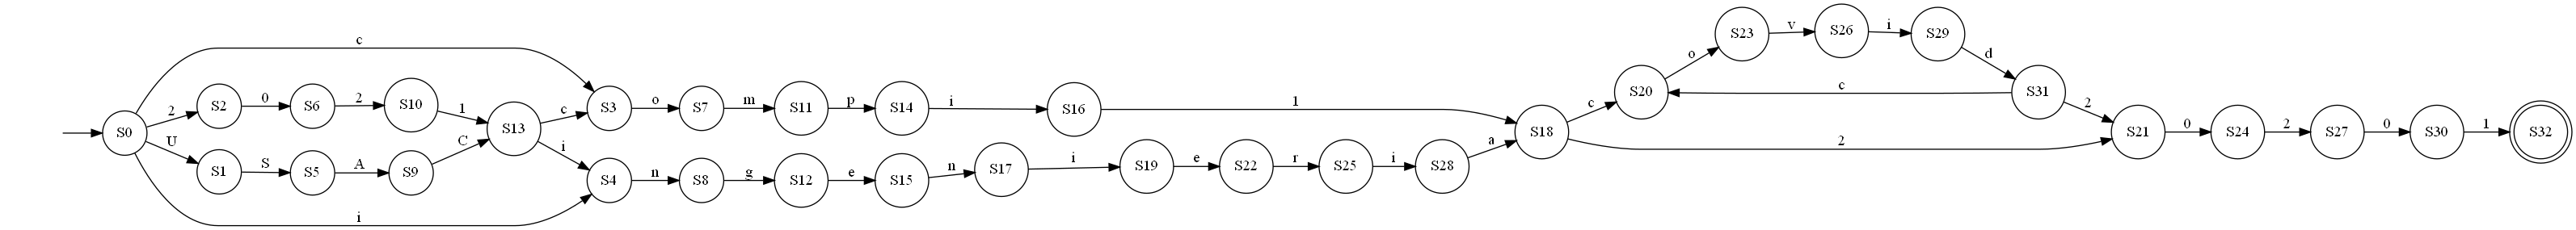 v
i
S23
S26
S29
c
o
d
c
S20
S31
2
0
2
1
c
o
m
p
i
1
c
2
S2
S6
S10
S3
S7
S11
S14
S16
S0
S13
S18
S21
0
S24
2
S27
0
S30
1
S32
U
S
A
C
i
n
g
e
n
i
e
r
i
a
2
S1
S5
S9
S4
S8
S12
S15
S17
S19
S22
S25
S28
i